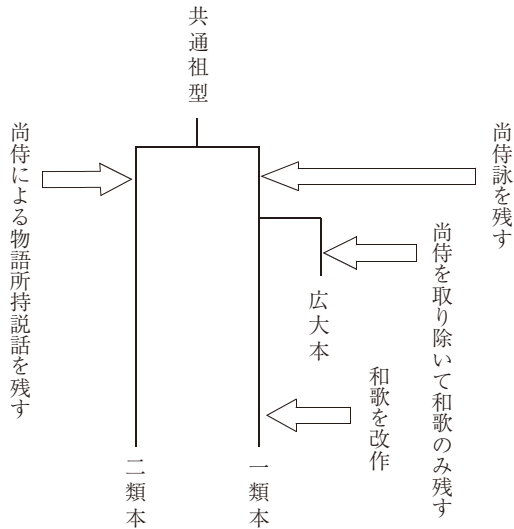 共通祖型
尚侍詠を残す
尚侍による物語所持説話を残す
尚侍を取り除いて和歌のみ残す
広大本
和歌を改作
一類本
二類本